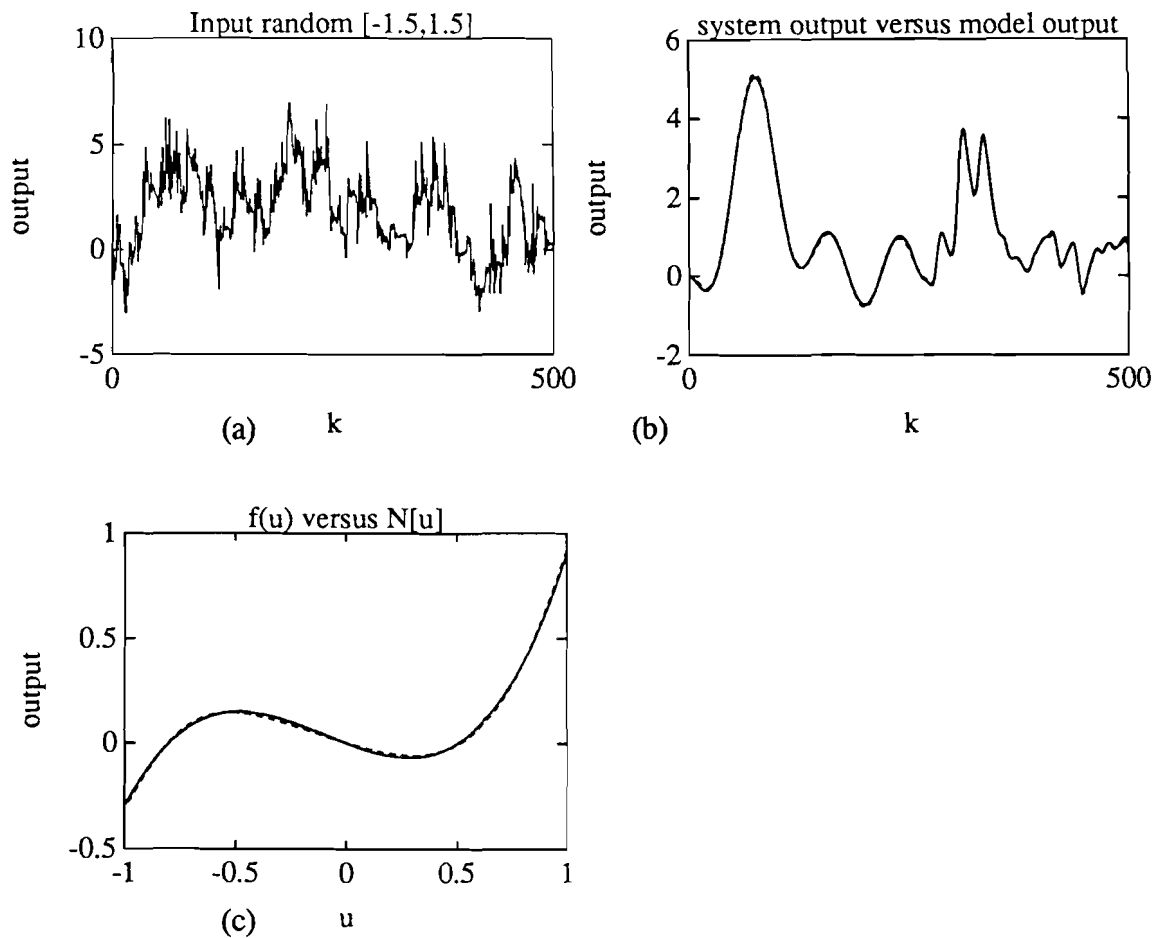 Input random [-1.5,1.5]
10
5
0
-5
output
0
500
k
(a)
system output versus model output
6
4
2
0
-2
output
0
500
k
(b)
f(u) versus N[u]
1
0.5
0
-0.5
output
-1
-0.5
0
0.5
1
u
(c)